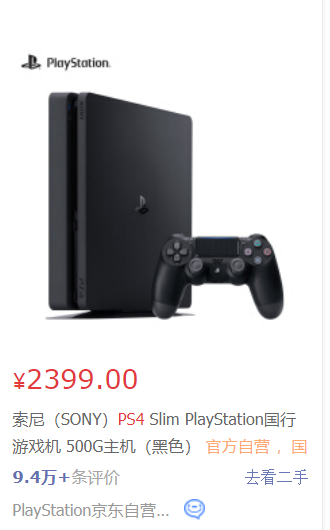 PlayStation.
¥2399.00
索尼（SONY）PS4 Slim PlayStation国行
游戏机 500G主机（黑色） 官方自营 ，国
9.4万+条评价 去看二手
PlayStation京东自营...